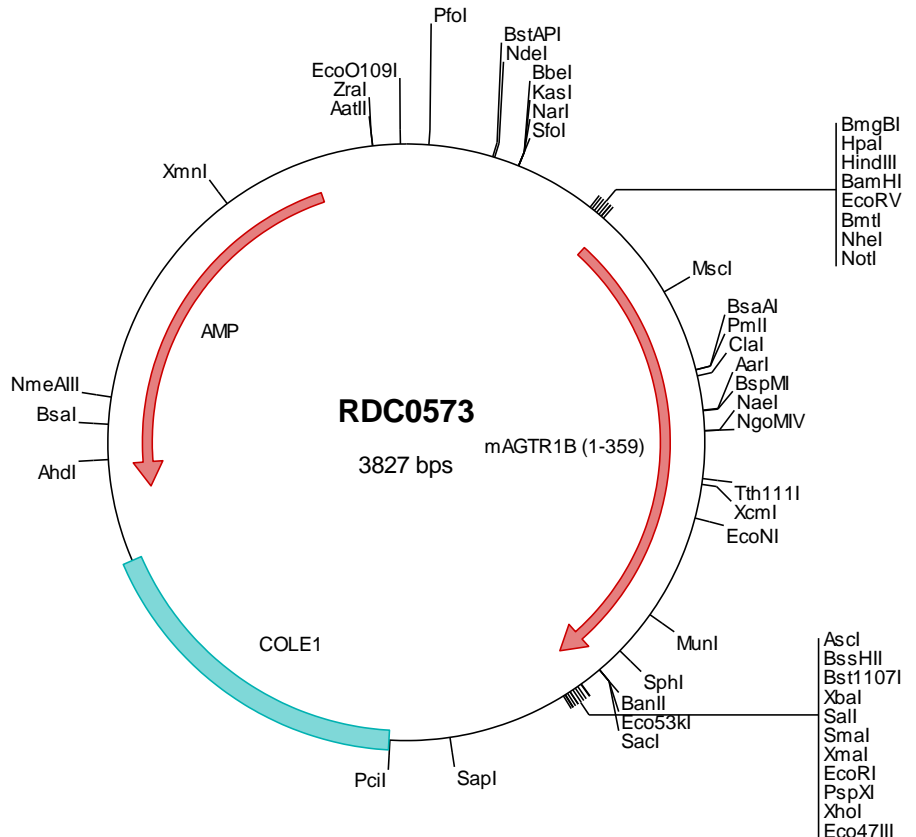 PfoI
EcoO109I
ZraI
AatII
XmnI
BstAPI
NdeI
BbeI
KasI
NarI
SfoI
BmgBI
HpaI
HindIII
BamHI
EcoRV
BmtI
NheI
NotI
MscI
BsaAI
PmlI
ClaI
AarI
BspMI
NaeI
NgoMIV
AMP
NmeAIII
BsaI
AhdI
RDC0573
3827 bps
mAGTR1B (1-359)
Tth111I
XcmI
EcoNI
COLE1
MunI
SphI
BanII
Eco53kI
SacI
AscI
BssHII
Bst1107I
XbaI
SalI
SmaI
XmaI
EcoRI
PspXI
XhoI
Eco47III
PciI
SapI